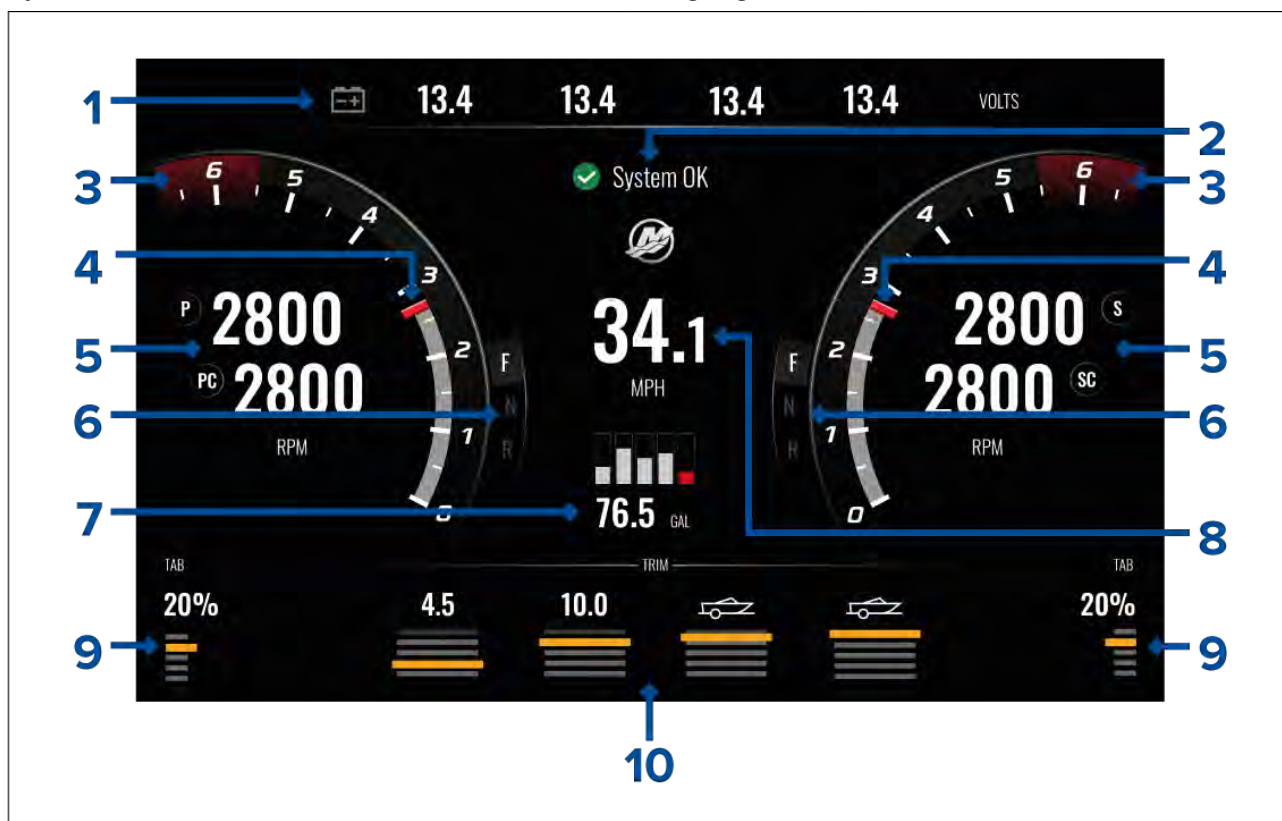 13.4 13.4 13.4 13.4 VOLTS
1
2
System OK
3
6 5 4 3 2 1 0
6 5 4 3 2 1 0
3
M
4
4
P 2800
PC 2800
RPM
5
34.1
MPH
2800 S
2800 SC
RPM
5
F
N
R
6
F
N
R
6
7
76.5 GAL
8
TAB
20%
9
TRIM
4.5 10.0
TAB
20%
9
10